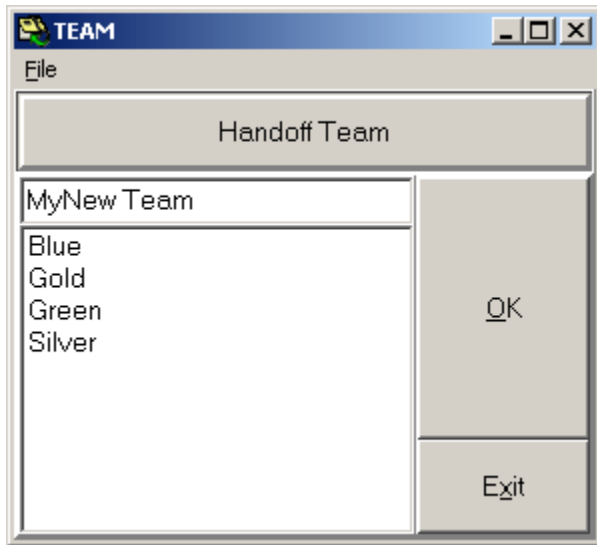 TEAM
File
Handoff Team
MyNew Team
Blue
Gold
Green
Silver
OK
Exit